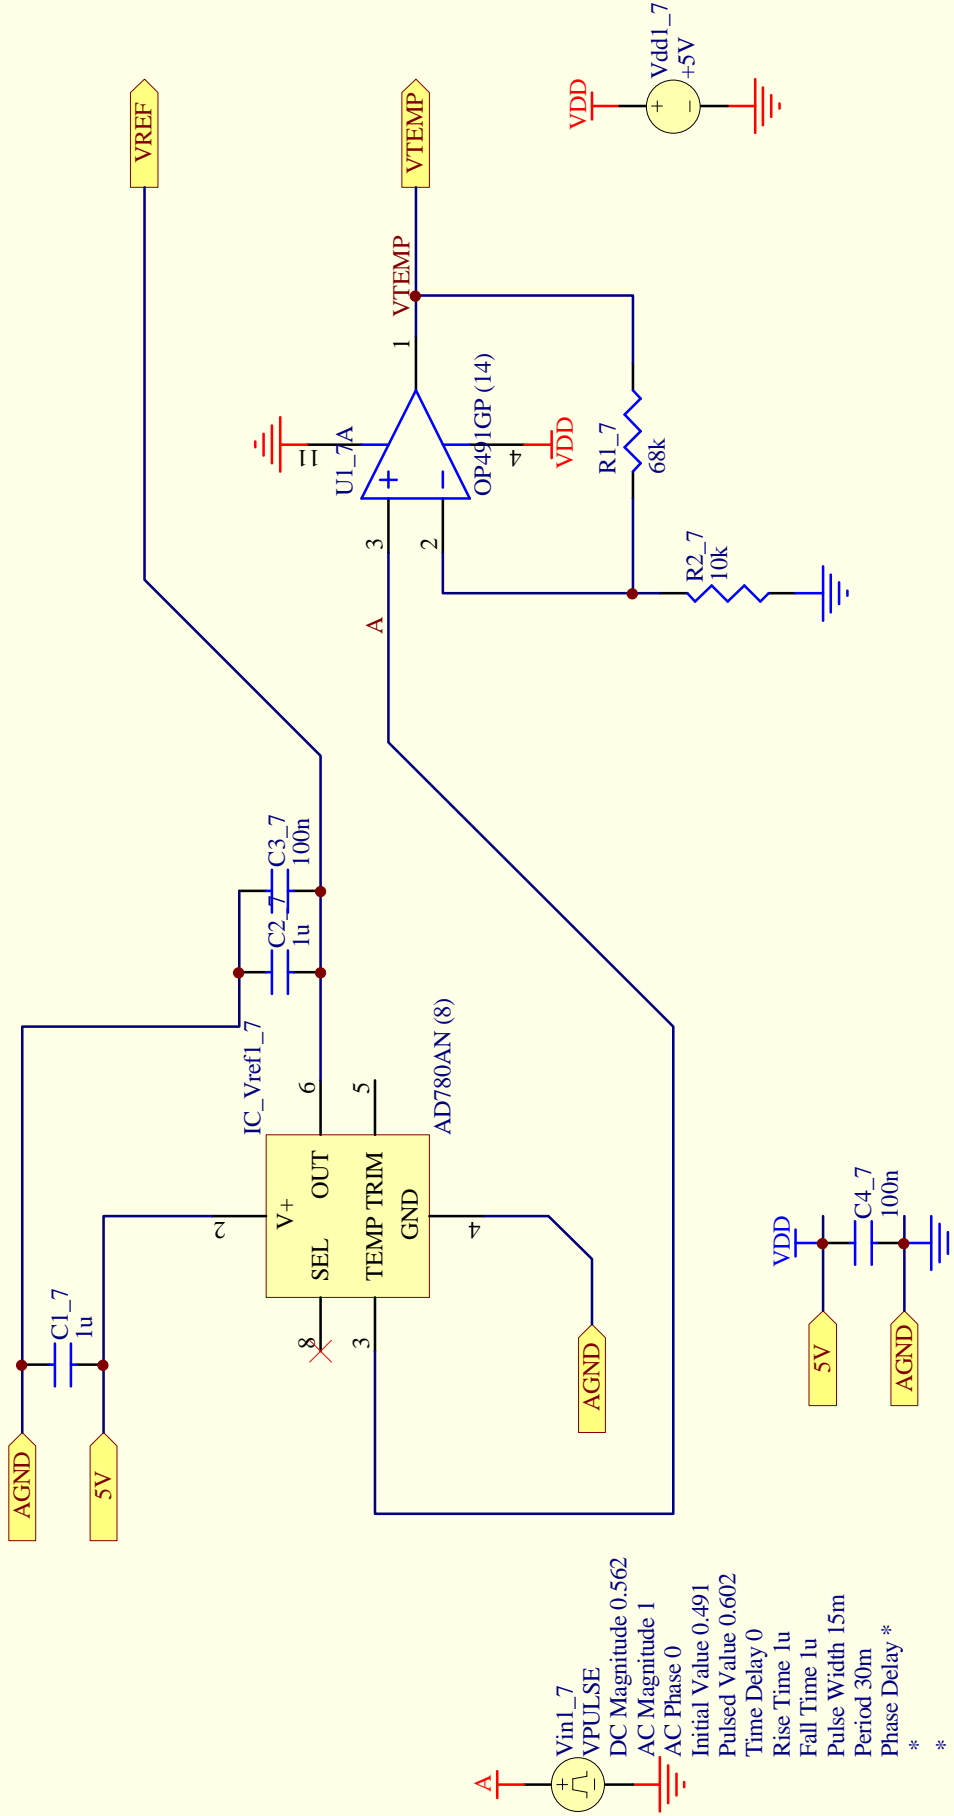 AGND
5V
C1_7
1u
IC_Vref1_7
V+
SEL
OUT
TEMP
TRIM
GND
2
8
3
6
5
4
AD780AN (8)
AGND
C2_7
1u
C3_7
100n
VREF
A
3
2
U1_7A
11
1
4
VDD
OP491GP (14)
VTEMP
VTEMP
R1_7
68k
R2_7
10k
VDD
Vdd1_7
+5V
A
Vin1_7
VPULSE
DC Magnitude 0.562
AC Magnitude 1
AC Phase 0
Initial Value 0.491
Pulsed Value 0.602
Time Delay 0
Rise Time 1u
Fall Time 1u
Pulse Width 15m
Period 30m
Phase Delay *
*
*
5V
AGND
VDD
C4_7
100n